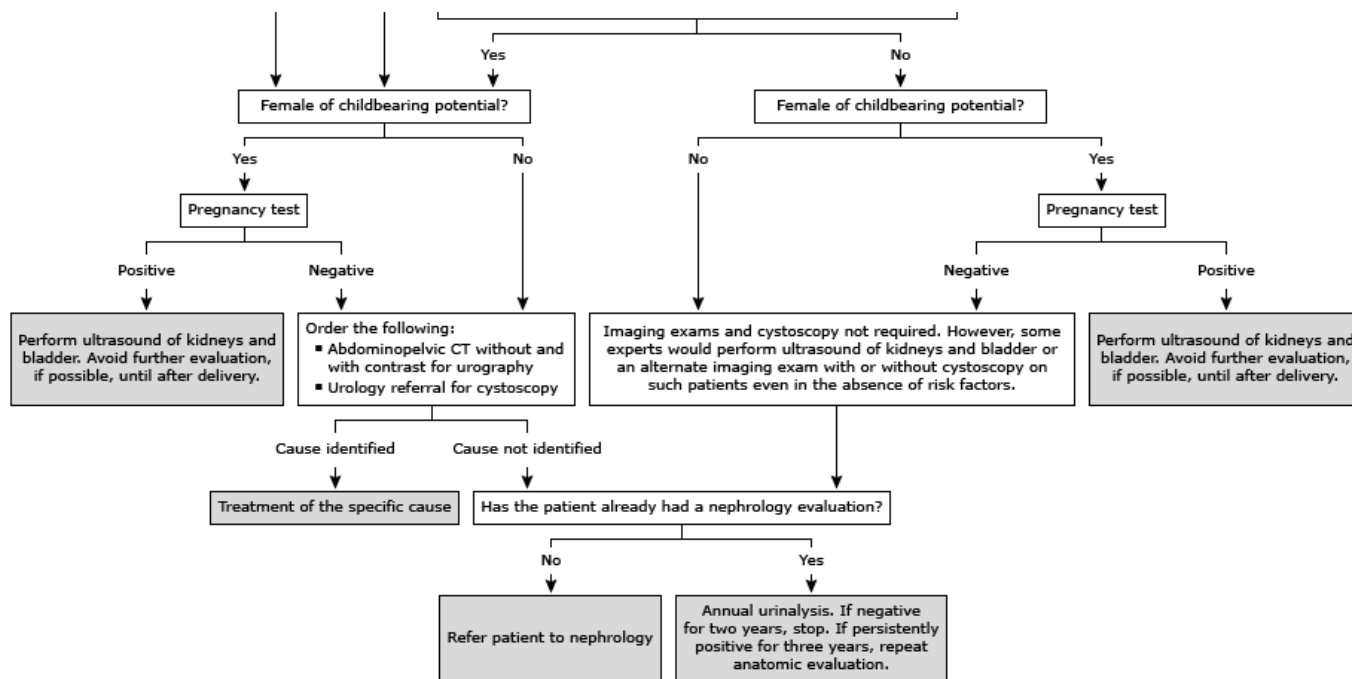 Yes
No
Female of childbearing potential?
Female of childbearing potential?
Yes
No
No
Yes
Pregnancy test
Pregnancy test
Positive
Negative
Negative
Positive
Perform ultrasound of kidneys and
bladder. Avoid further evaluation,
if possible, until after delivery.
Order the following:
▪ Abdominopelvic CT without and
with contrast for urography
▪ Urology referral for cystoscopy
Imaging exams and cystoscopy not required. However, some
experts would perform ultrasound of kidneys and bladder or
an alternate imaging exam with or without cystoscopy on
such patients even in the absence of risk factors.
Perform ultrasound of kidneys and
bladder. Avoid further evaluation,
if possible, until after delivery.
Cause identified
Cause not identified
Treatment of the specific cause
Has the patient already had a nephrology evaluation?
No
Yes
Refer patient to nephrology
Annual urinalysis. If negative
for two years, stop. If persistently
positive for three years, repeat
anatomic evaluation.